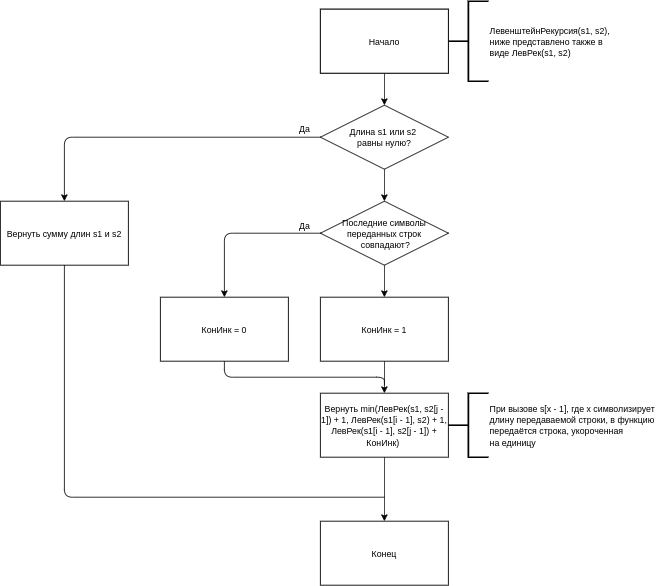 Начало
ЛевенштейнРекурсия(s1, s2),
ниже представлено также в
виде ЛевРек(s1, s2)
Да
Длина s1 или s2
равны нулю?
Вернуть сумму длин s1 и s2
Да
Последние символы
переданных строк
совпадают?
КонИнк = 0
КонИнк = 1
Вернуть min(ЛевРек(s1, s2[j -
1]) + 1, ЛевРек(s1[i - 1], s2) + 1,
ЛевРек(s1[i - 1], s2[j - 1]) +
КонИнк)
При вызове s[x - 1], где x символизирует
длину передаваемой строки, в функцию
передаётся строка, укороченная
на единицу
Конец